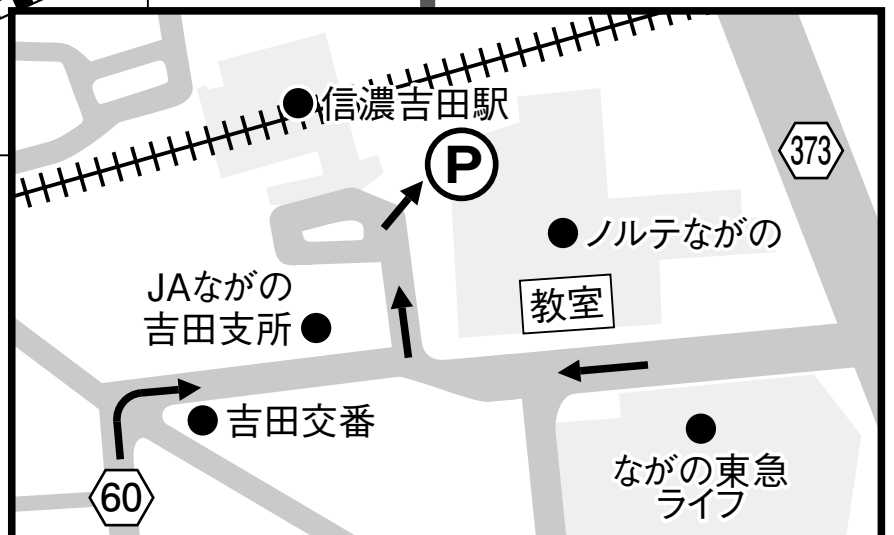 信濃吉田駅
P
373
ノルテながの
JAながの
吉田支所
教室
吉田交番
ながの東急
ライフ
60